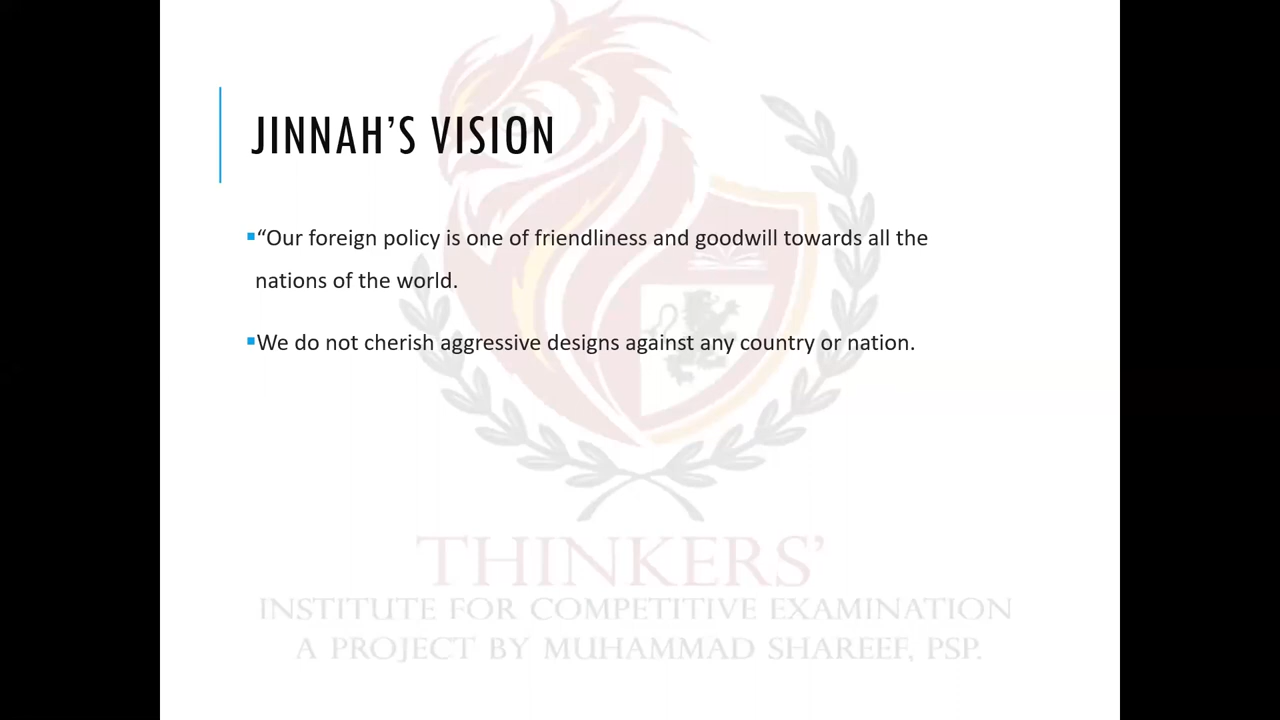 JINNAH'S VISION
▪“Our foreign policy is one of friendliness and goodwill towards all the
nations of the world.
▪We do not cherish aggressive designs against any country or nation.
THINKERS’
INSTITUTE FOR COMPETITIVE EXAMINATION
A PROJECT BY MUHAMMAD SHAREEF, PSP.